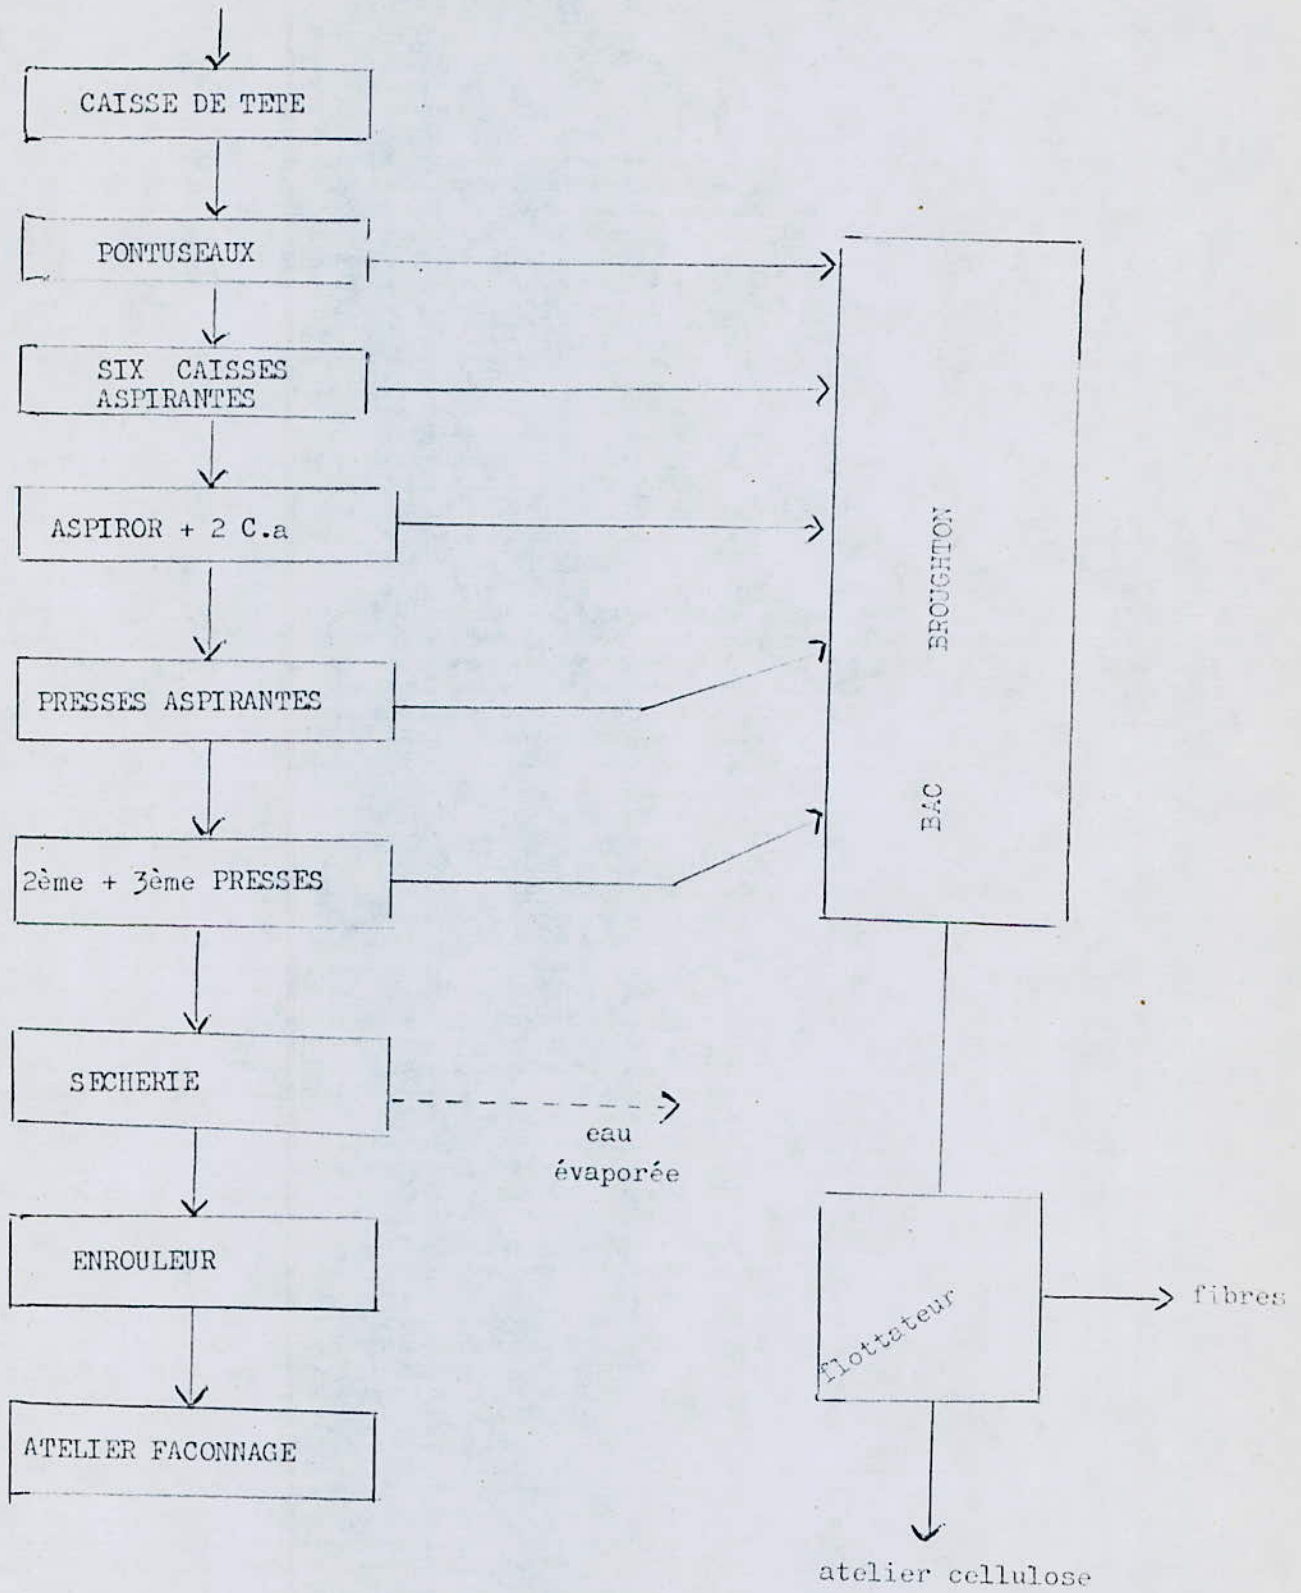 CAISSE DE TETE
PONTUSEAUX
SIX CAISSES
ASPIRANTES
ASPIROR + 2 C.a
PRESSES ASPIRANTES
2ème + 3ème PRESSES
SECHERIE
eau
évaporée
ENROULEUR
ATELIER FACONNAGE
BAC BROUGHTON
flottateur
fibres
atelier cellulose